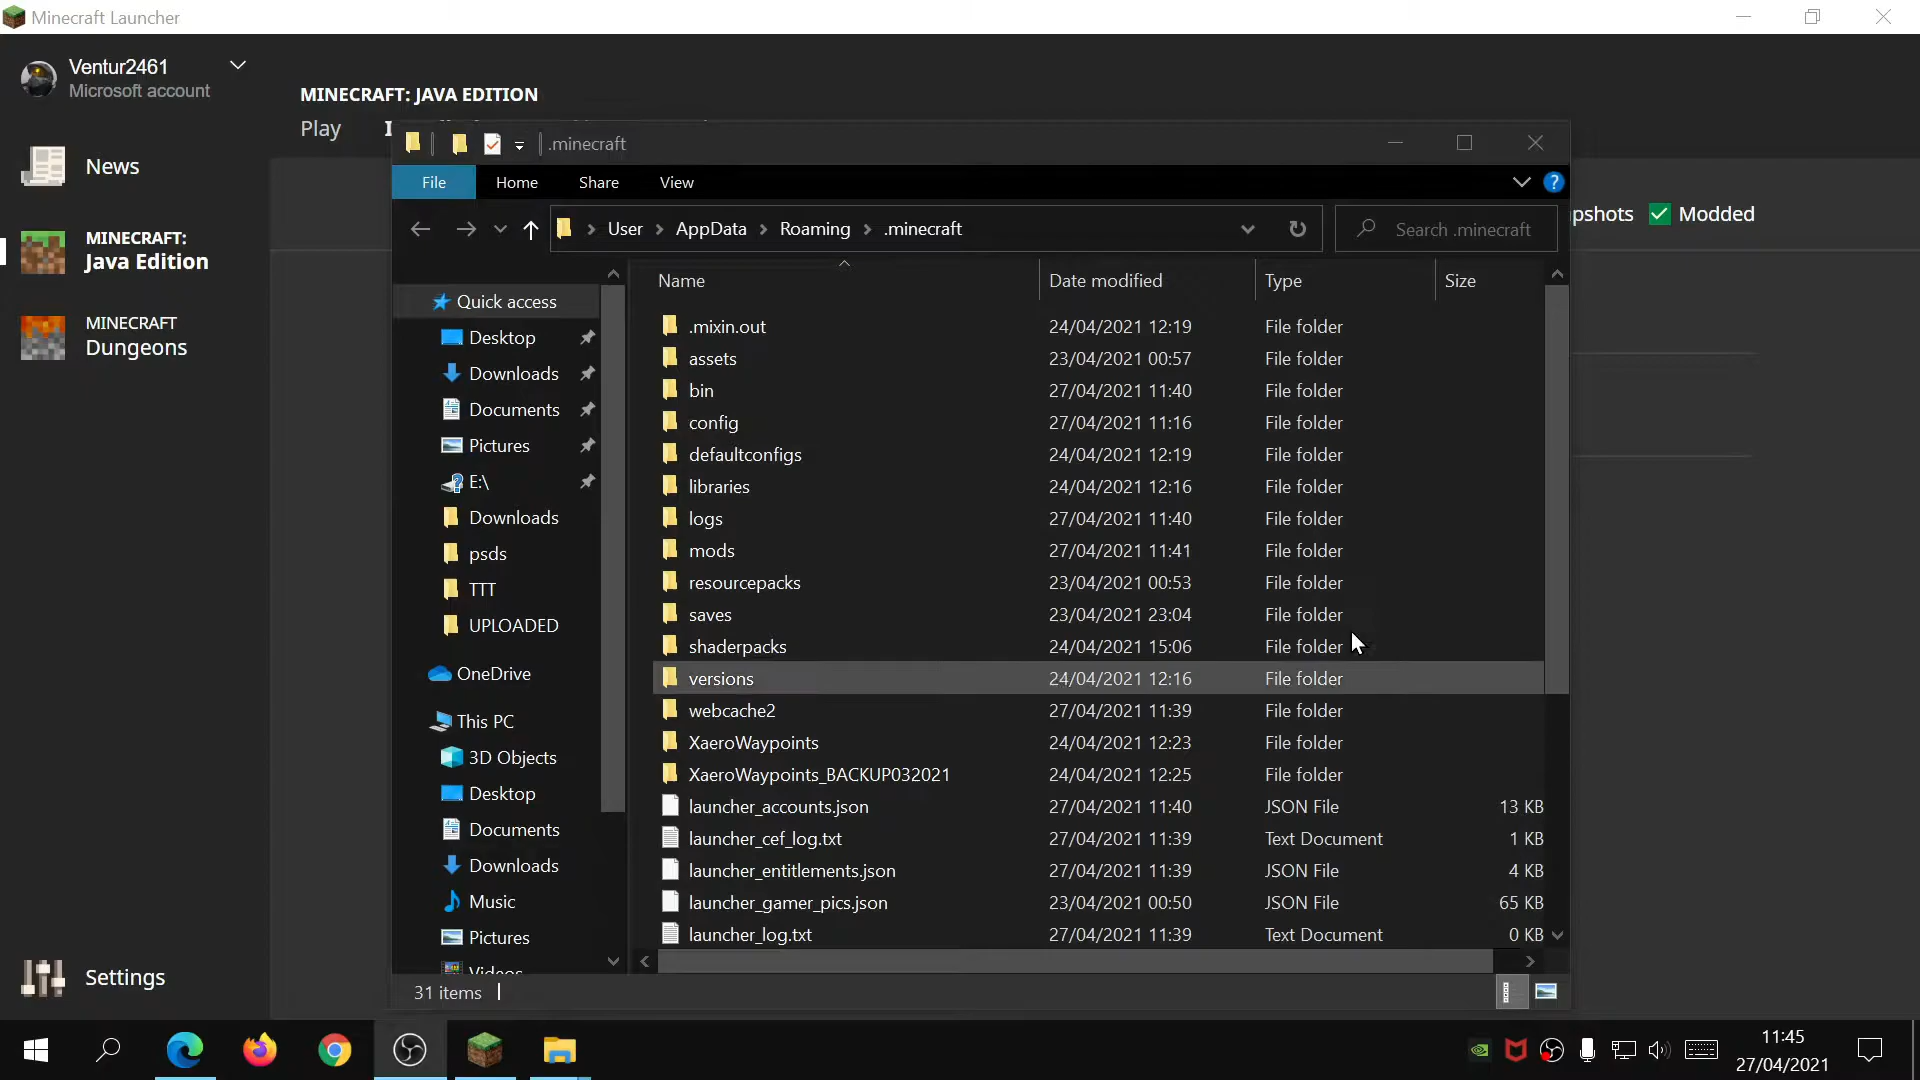 Minecraft Launcher
Ventur2461
Microsoft account
News
MINECRAFT:
Java Edition
MINECRAFT
Dungeons
Settings
MINECRAFT: JAVA EDITION
Play
.minecraft
File Home Share View
User AppData Roaming .minecraft
Search .minecraft
pshots Modded
Quick access
Desktop
Downloads
Documents
Pictures
E:\
Downloads
psds
TTT
UPLOADED
OneDrive
This PC
3D Objects
Desktop
Documents
Downloads
Music
Pictures
Videos
Name Date modified Type Size
.mixin.out 24/04/2021 12:19 File folder
assets 23/04/2021 00:57 File folder
bin 27/04/2021 11:40 File folder
config 27/04/2021 11:16 File folder
defaultconfigs 24/04/2021 12:19 File folder
libraries 24/04/2021 12:16 File folder
logs 27/04/2021 11:40 File folder
mods 27/04/2021 11:41 File folder
resourcepacks 23/04/2021 00:53 File folder
saves 23/04/2021 23:04 File folder
shaderpacks 24/04/2021 15:06 File folder
versions 24/04/2021 12:16 File folder
webcache2 27/04/2021 11:39 File folder
XaeroWaypoints 24/04/2021 12:23 File folder
XaeroWaypoints_BACKUP032021 24/04/2021 12:25 File folder
launcher_accounts.json 27/04/2021 11:40 JSON File 13 KB
launcher_cef_log.txt 27/04/2021 11:39 Text Document 1 KB
launcher_entitlements.json 27/04/2021 11:39 JSON File 4 KB
launcher_gamer_pics.json 23/04/2021 00:50 JSON File 65 KB
launcher_log.txt 27/04/2021 11:39 Text Document 0 KB
31 items
11:45
27/04/2021